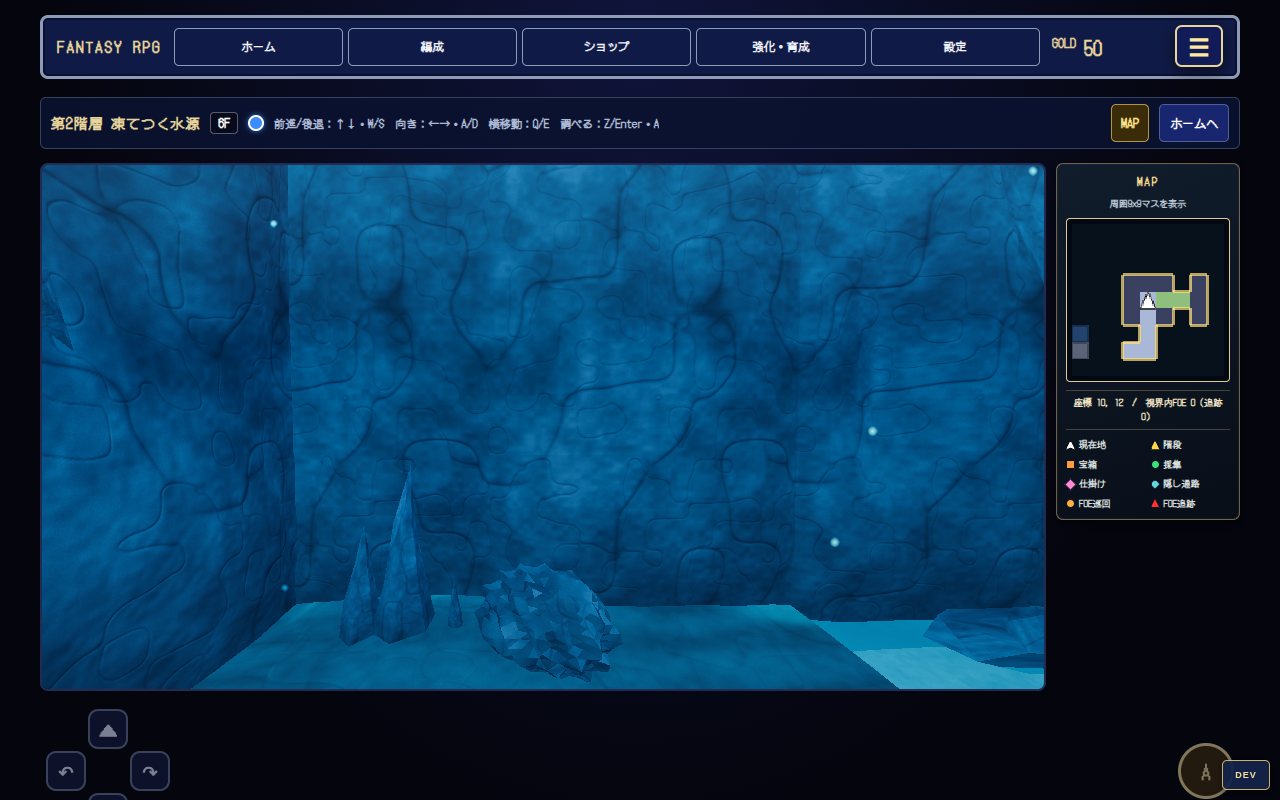 FANTASY RPG
ホーム
編成
ショップ
強化・育成
設定
GOLD 50
第2階層 凍てつく水源
6F
前進/後退：↑↓・W/S 向き：←→・A/D 横移動：Q/E 調べる：Z/Enter・A
MAP
ホームへ
MAP
周囲9x9マスを表示
座標 10, 12 / 視界内FOE 0（追跡
0）
現在地
階段
宝箱
採集
仕掛け
隠し通路
FOE巡回
FOE追跡
A
DEV